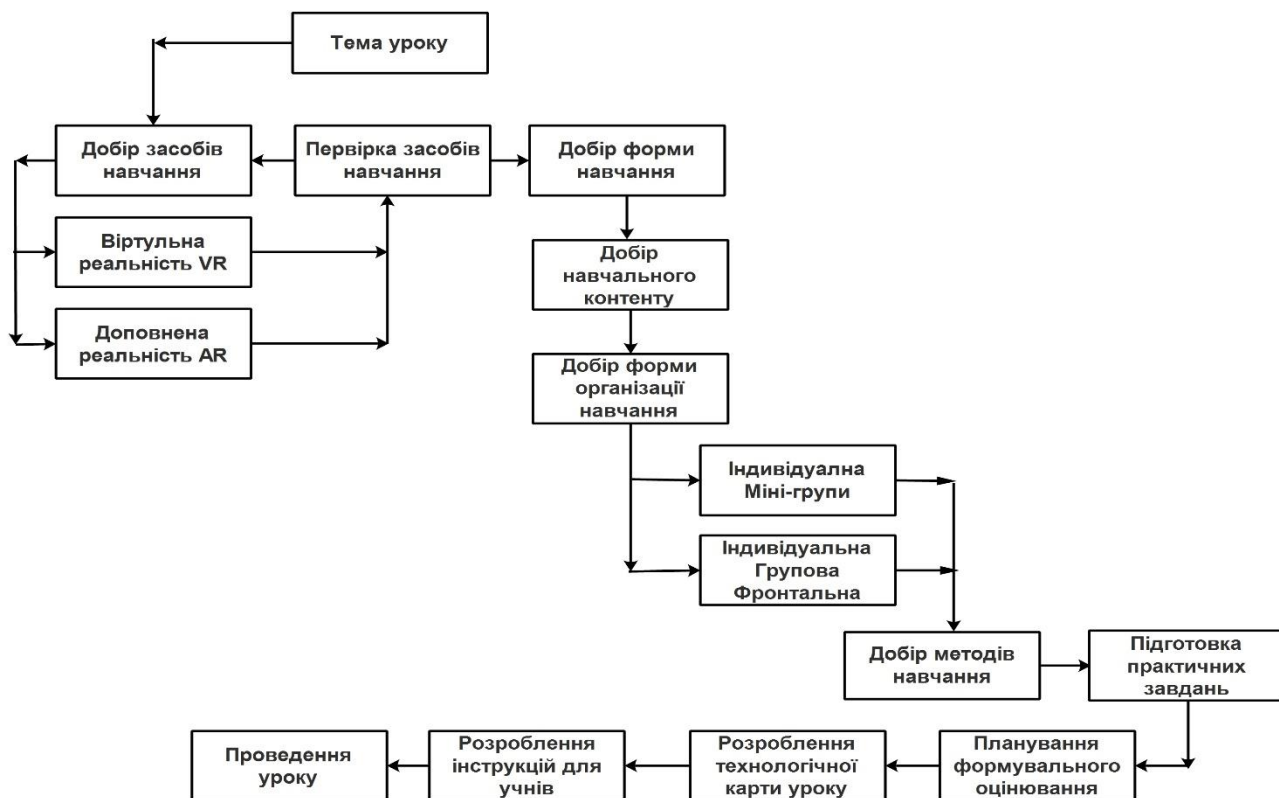 Тема уроку
Добір засобів
навчання
Первірка засобів
навчання
Добір форми
навчання
Віртульна
реальність VR
Доповнена
реальність AR
Добір
навчального
контенту
Добір форми
організації
навчання
Індивідуална
Міні-групи
Індивідуальна
Групова
Фронтальна
Добір методів
навчання
Підготовка
практичних
завдань
Проведення
уроку
Розроблення
інструкцій для
учнів
Розроблення
технологічної
карти уроку
Планування
формувального
оцінювання